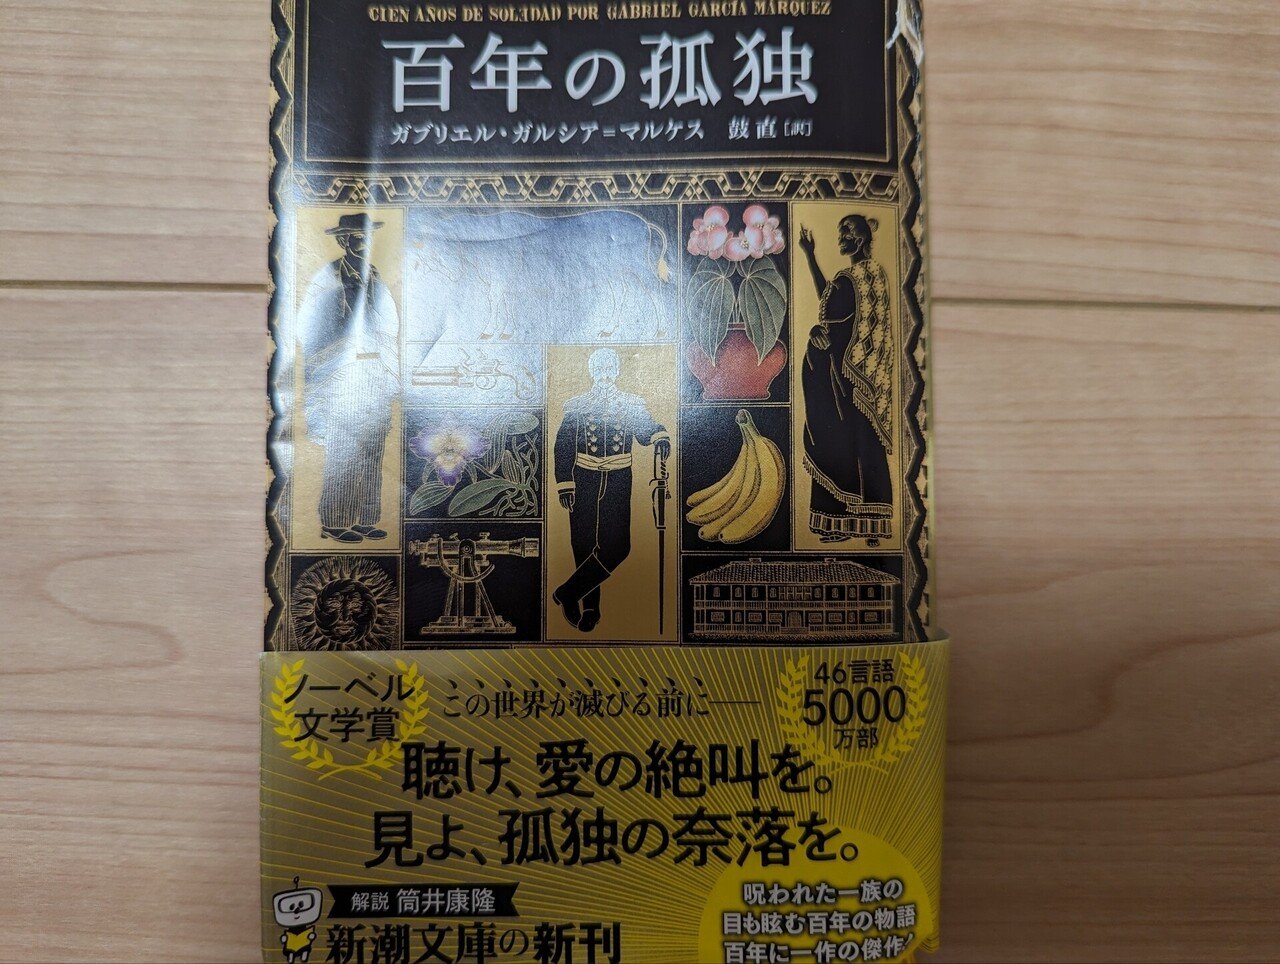 CIEN AÑOS DE SOLEDAD POR GABRIEL GARCÍA MÁRQUEZ
百年の孤独
ガブリエル・ガルシア=マルケス 鼓直[訳]
ノーベル
文学賞
この世界が滅びる前に──
46言語
5000
万部
聴け、愛の絶叫を。
見よ、孤独の奈落を。
解説 筒井康隆
新潮文庫の新刊
呪われた一族の
目も眩む百年の物語
百年に一作の傑作!